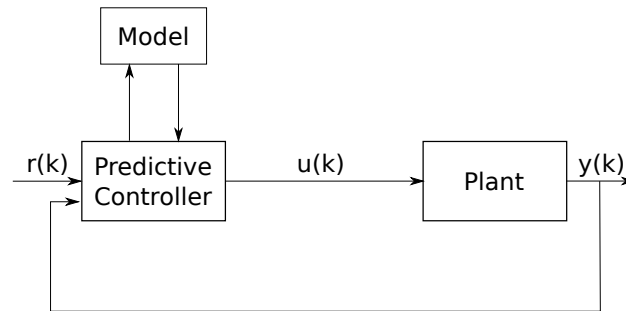 Model
r(k)
Predictive
Controller
u(k)
Plant
y(k)